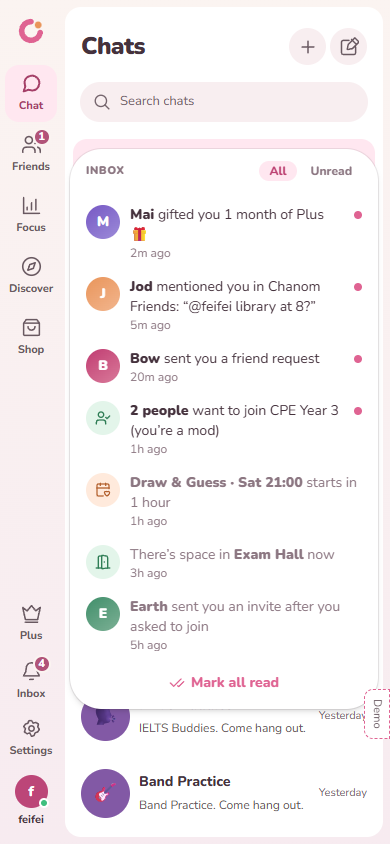 Chats
Chat
Search chats
1
Friends
INBOX
All
Unread
Focus
M
Mai gifted you 1 month of Plus
🎁
2m ago
Discover
J
Jod mentioned you in Chanom
Friends: “@feifei library at 8?”
5m ago
Shop
B
Bow sent you a friend request
20m ago
2 people want to join CPE Year 3
(you’re a mod)
1h ago
Draw & Guess · Sat 21:00 starts in
1 hour
1h ago
There’s space in Exam Hall now
3h ago
E
Earth sent you an invite after you
asked to join
5h ago
Plus
4
Inbox
Mark all read
Yesterday
IELTS Buddies. Come hang out.
Demo
Settings
Band Practice
Band Practice. Come hang out.
Yesterday
f
feifei